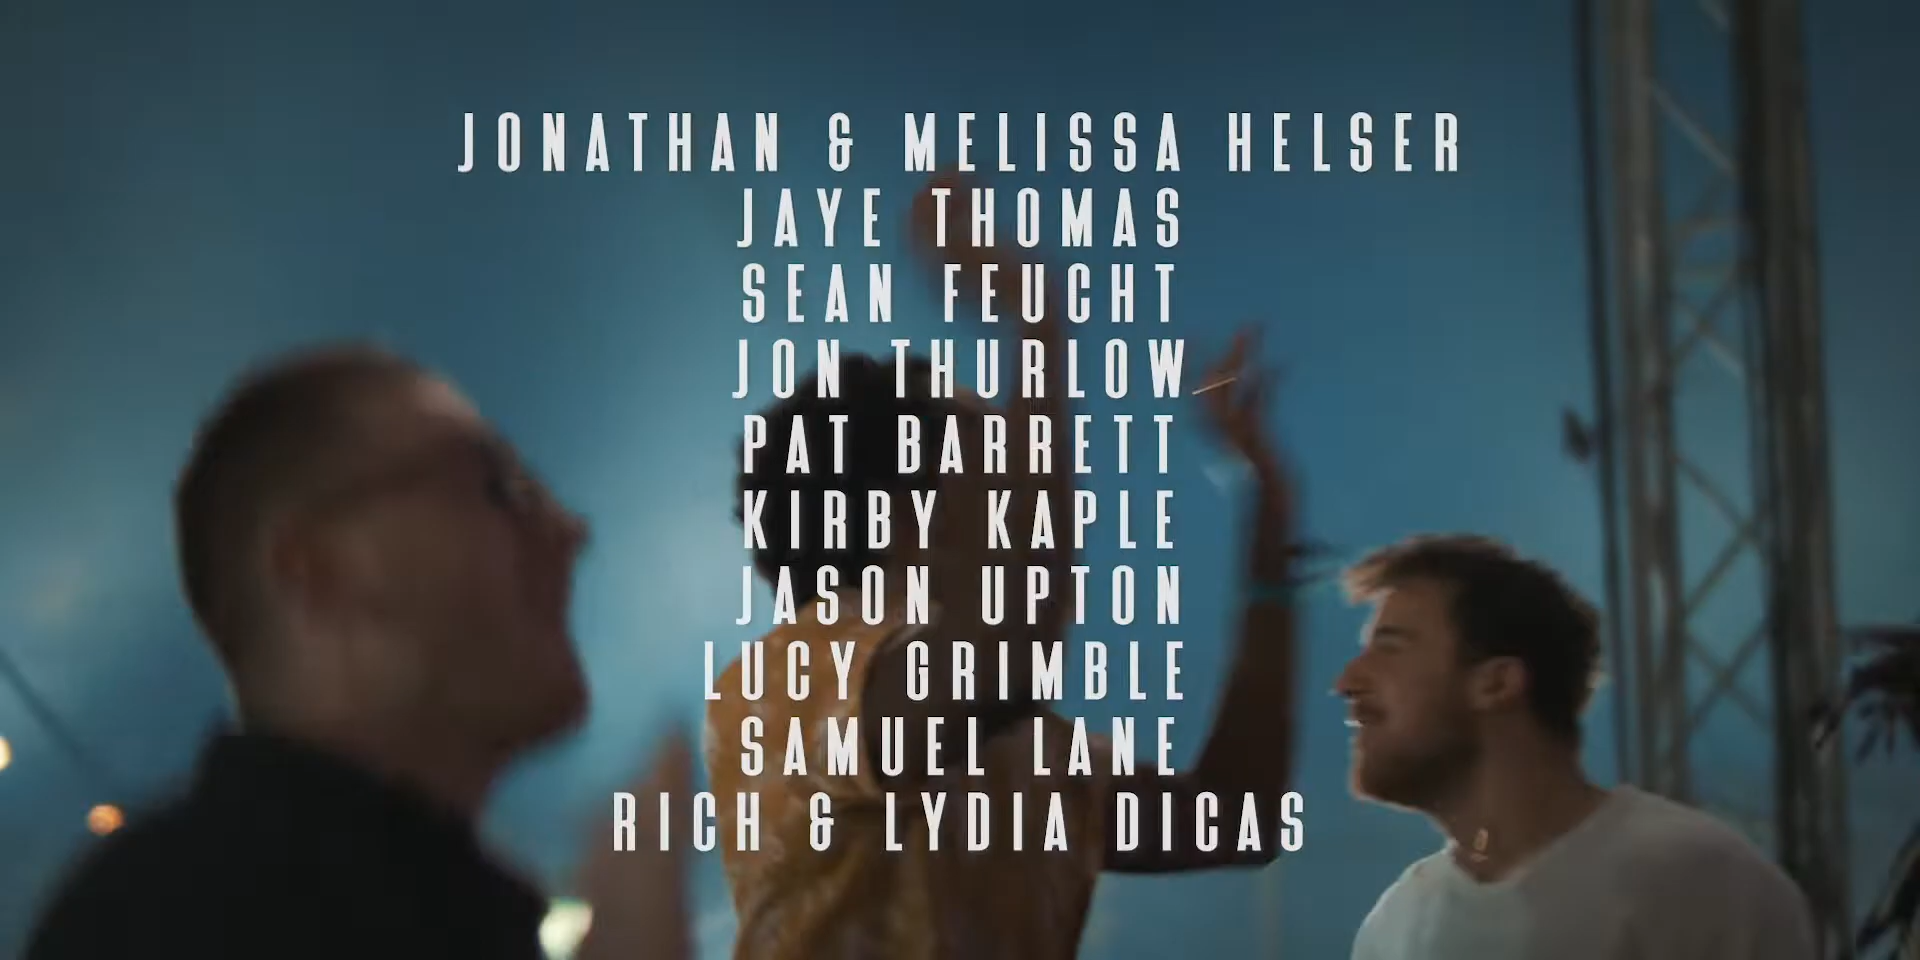 JONATHAN & MELISSA HELSER
JAYE THOMAS
SEAN FEUCHT
JON THURLOW
PAT BARRETT
KIRBY KAPLE
JASON UPTON
LUCY GRIMBLE
SAMUEL LANE
RICH & LYDIA DICAS